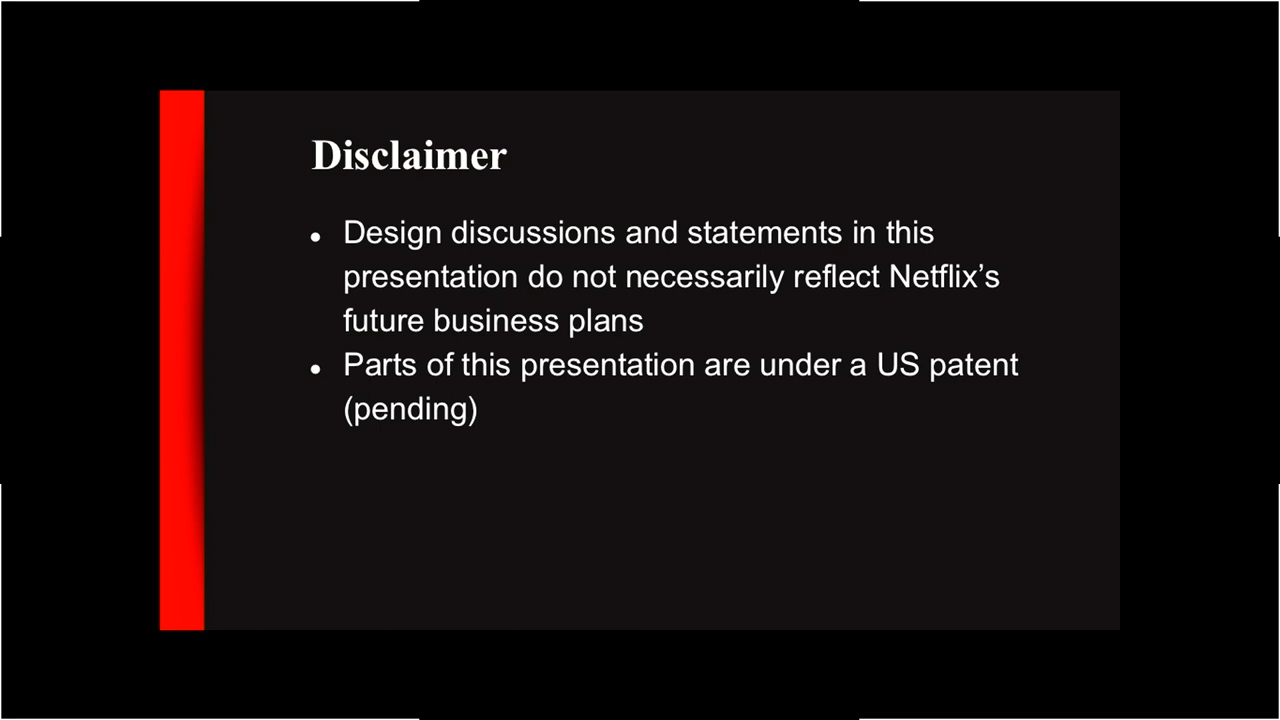 Disclaimer
● Design discussions and statements in this
presentation do not necessarily reflect Netflix’s
future business plans
● Parts of this presentation are under a US patent
(pending)